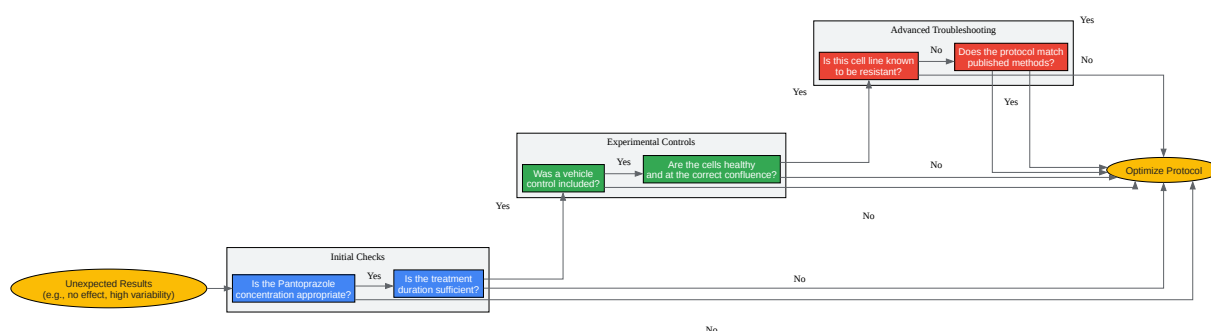 Unexpected Results
(e.g., no effect, high variability)
Initial Checks
Is the Pantoprazole
concentration appropriate?
Yes
Is the treatment
duration sufficient?
Yes
No
No
Experimental Controls
Was a vehicle
control included?
Yes
Are the cells healthy
and at the correct confluence?
Yes
No
No
Advanced Troubleshooting
Is this cell line known
to be resistant?
No
Does the protocol match
published methods?
Yes
No
Yes
Optimize Protocol